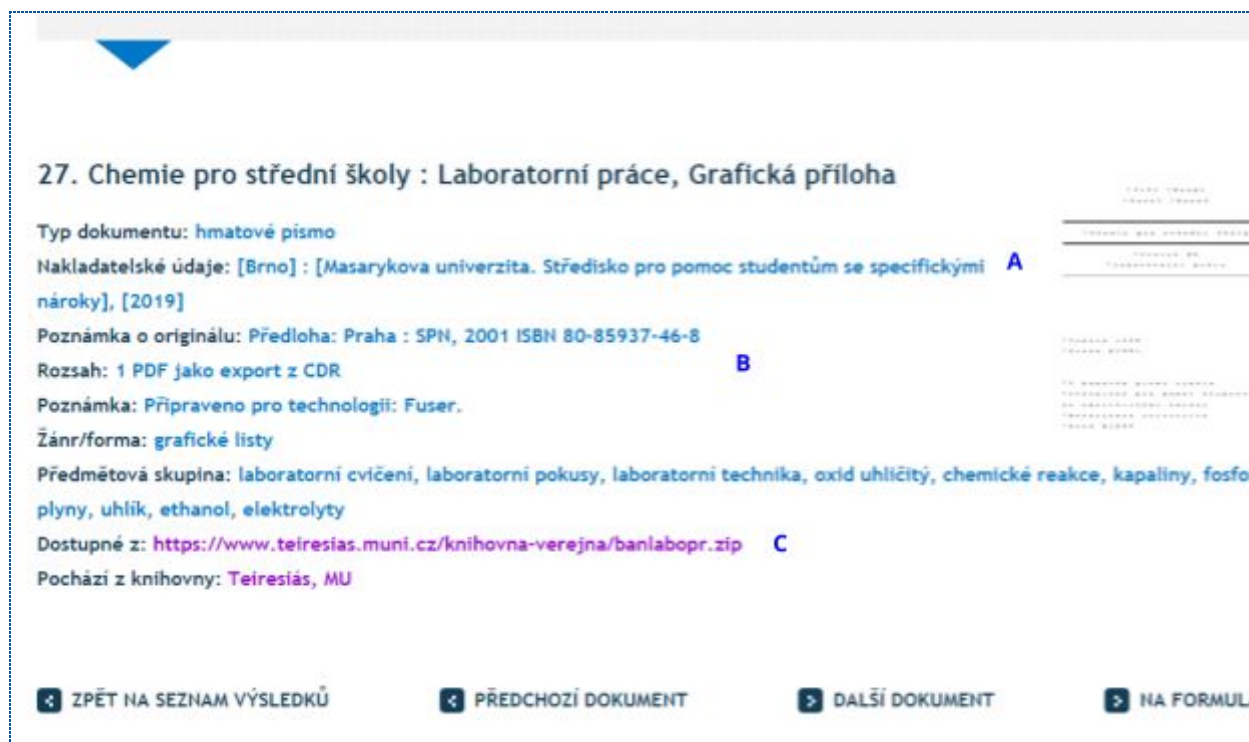 27. Chemie pro střední školy : Laboratorní práce, Grafická příloha
Typ dokumentu: hmatové písmo
Nakladatelské údaje: [Brno] : [Masarykova univerzita. Středisko pro pomoc studentům se specifickými A
nároky], [2019]
Poznámka o originálu: Předloha: Praha : SPN, 2001 ISBN 80-85937-46-8
Rozsah: 1 PDF jako export z CDR B
Poznámka: Připraveno pro technologii: Fuser.
Žánr/forma: grafické listy
Předmětová skupina: laboratorní cvičení, laboratorní pokusy, laboratorní technika, oxid uhličitý, chemické reakce, kapaliny, fosfo
plyny, uhlík, ethanol, elektrolyty
Dostupné z: https://www.teiresias.muni.cz/knihovna-verejna/banlabopr.zip C
Pochází z knihovny: Teiresiás, MU
ZPĚT NA SEZNAM VÝSLEDKŮ PŘEDCHOZÍ DOKUMENT DALŠÍ DOKUMENT NA FORMUL